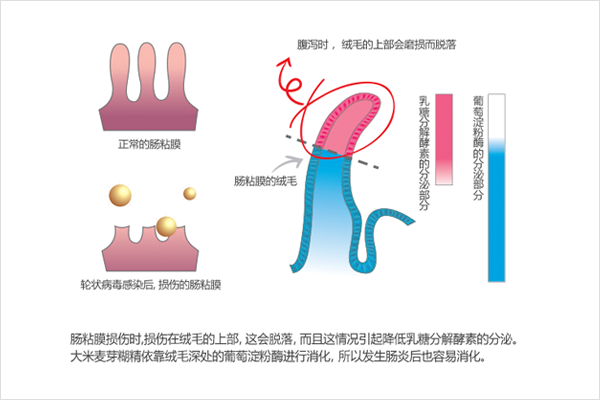 腹泻时，绒毛的上部会磨损而脱落
正常的肠粘膜
肠粘膜的绒毛
乳糖分解酵素的分泌部分
葡萄淀粉酶的分泌部分
轮状病毒感染后, 损伤的肠粘膜
肠粘膜损伤时,损伤在绒毛的上部, 这会脱落, 而且这情况引起降低乳糖分解酵素的分泌。
大米麦芽糊精依靠绒毛深处的葡萄淀粉酶进行消化, 所以发生肠炎后也容易消化。